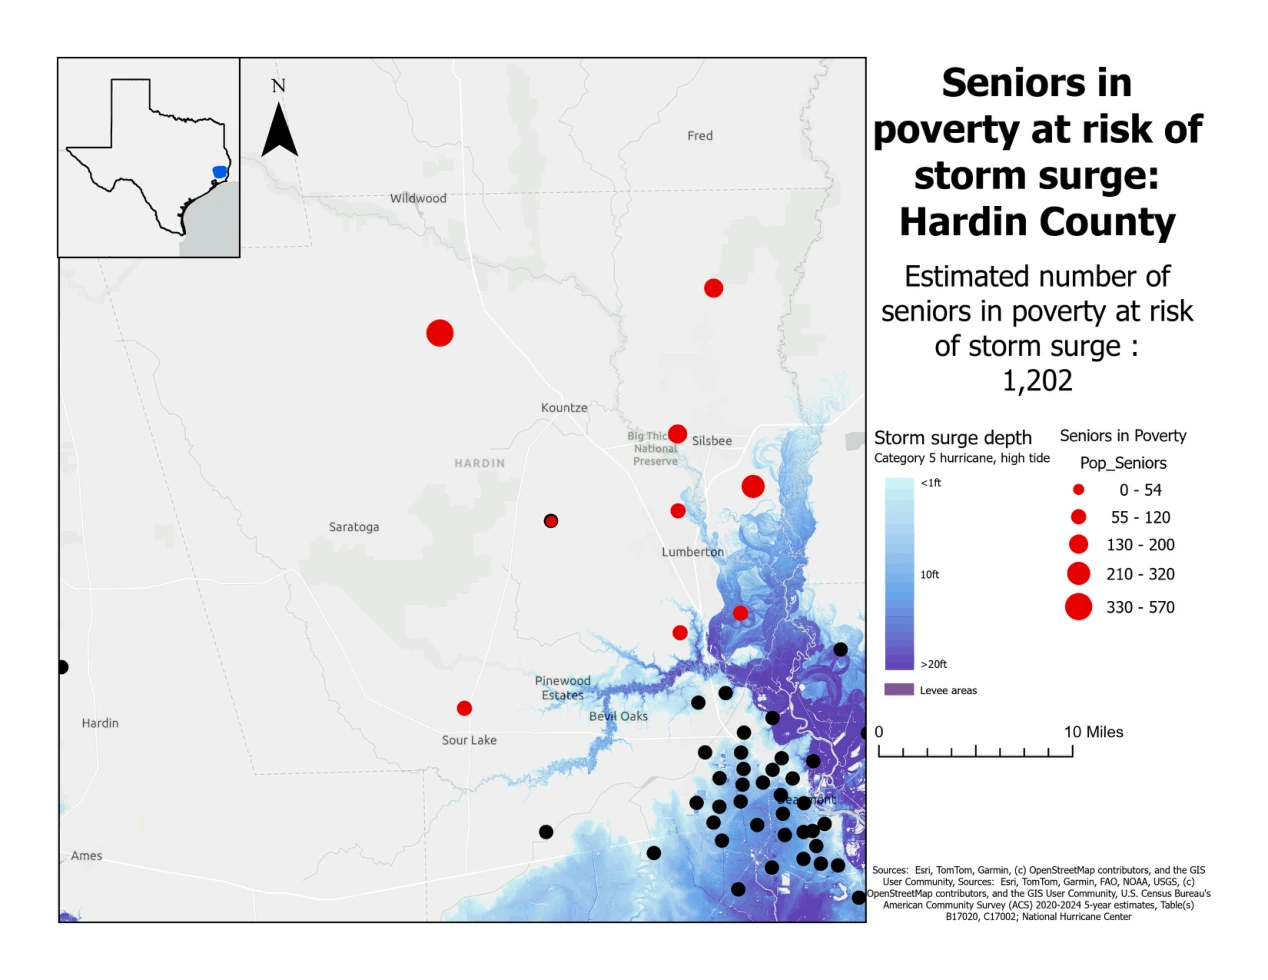 Seniors in
poverty at risk of
storm surge:
Hardin County
Estimated number of
seniors in poverty at risk
of storm surge :
1,202
N
Fred
Wildwood
Kountze
Big Thic
National
Preserve
Silsbee
HARDIN
Saratoga
Lumberton
Pinewood
Estates
Bevil Oaks
Hardin
Sour Lake
Beaumont
Ames
Storm surge depth
Category 5 hurricane, high tide
<1ft
10ft
>20ft
Levee areas
Seniors in Poverty
Pop_Seniors
0 - 54
55 - 120
130 - 200
210 - 320
330 - 570
0 10 Miles
Sources: Esri, TomTom, Garmin, (c) OpenStreetMap contributors, and the GIS
User Community, Sources: Esri, TomTom, Garmin, FAO, NOAA, USGS, (c)
OpenStreetMap contributors, and the GIS User Community, U.S. Census Bureau's
American Community Survey (ACS) 2020-2024 5-year estimates, Table(s)
B17020, C17002; National Hurricane Center